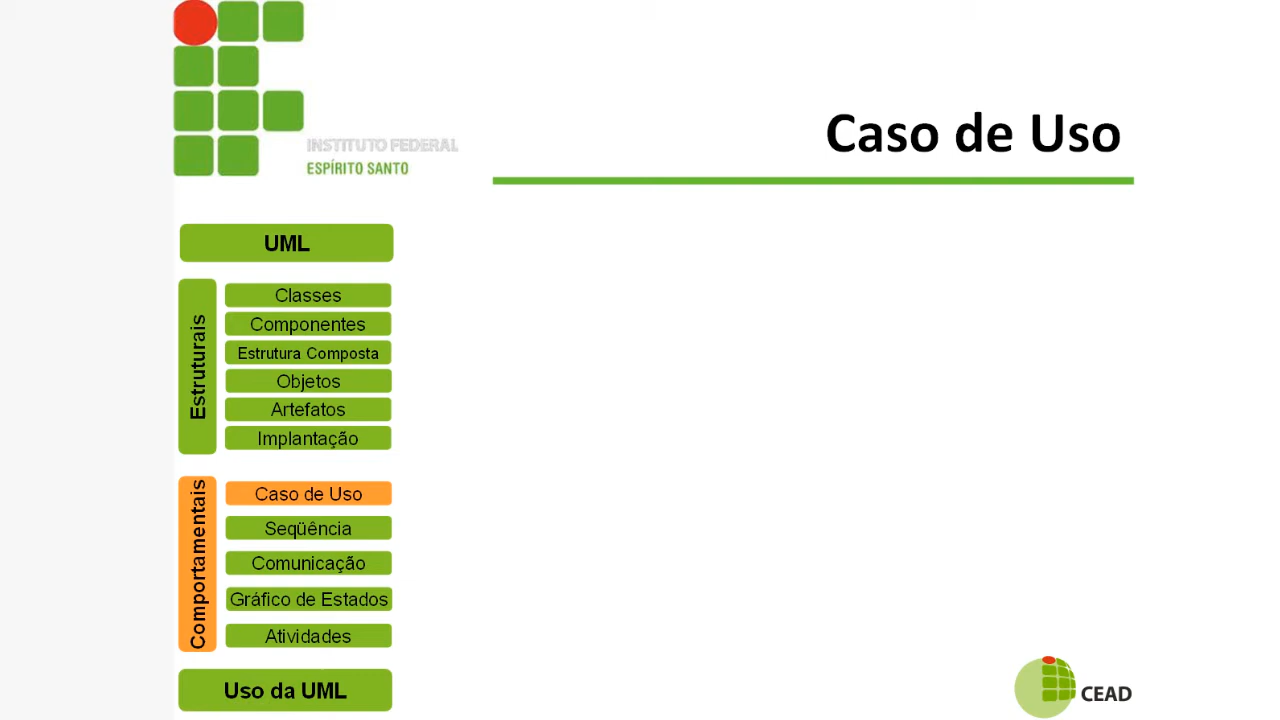 INSTITUTO FEDERAL
ESPÍRITO SANTO
Caso de Uso
UML
Estruturais
Classes
Componentes
Estrutura Composta
Objetos
Artefatos
Implantação
Comportamentais
Caso de Uso
Seqüência
Comunicação
Gráfico de Estados
Atividades
Uso da UML
CEAD